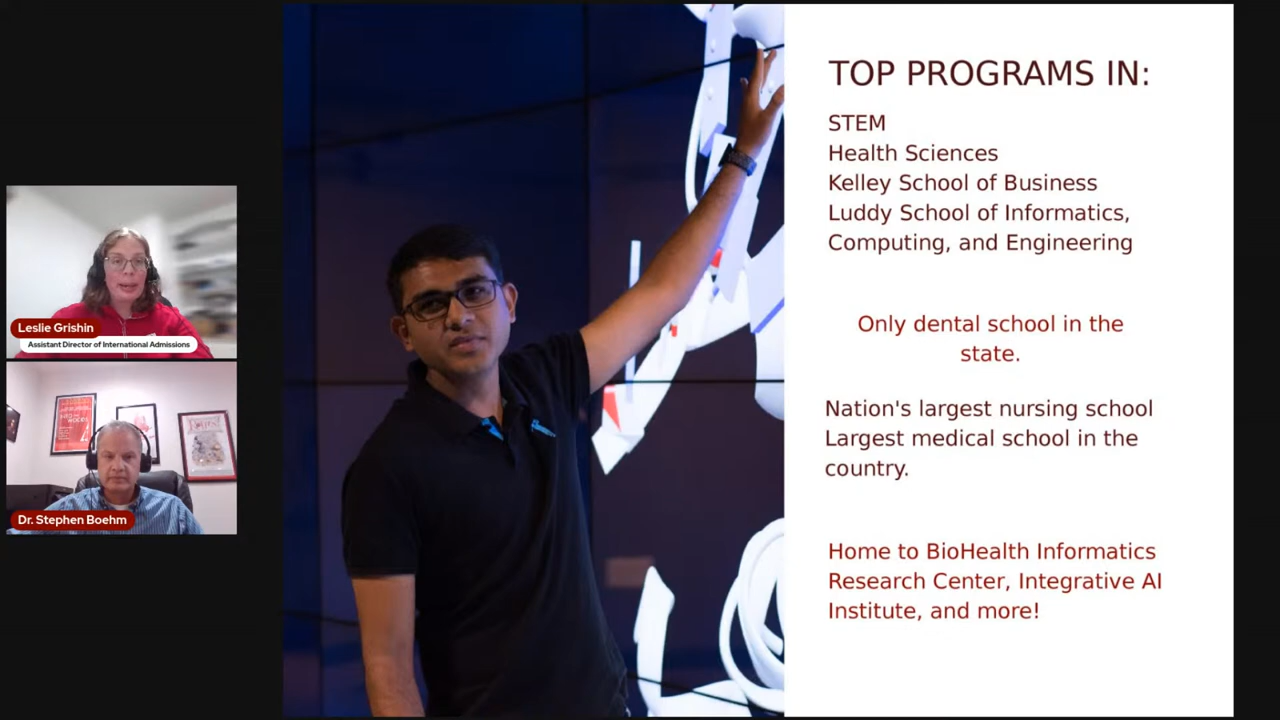 TOP PROGRAMS IN:
STEM
Health Sciences
Kelley School of Business
Luddy School of Informatics,
Computing, and Engineering
Only dental school in the
state.
Nation's largest nursing school
Largest medical school in the
country.
Home to BioHealth Informatics
Research Center, Integrative AI
Institute, and more!
Leslie Grishin
Assistant Director of International Admissions
Dr. Stephen Boehm